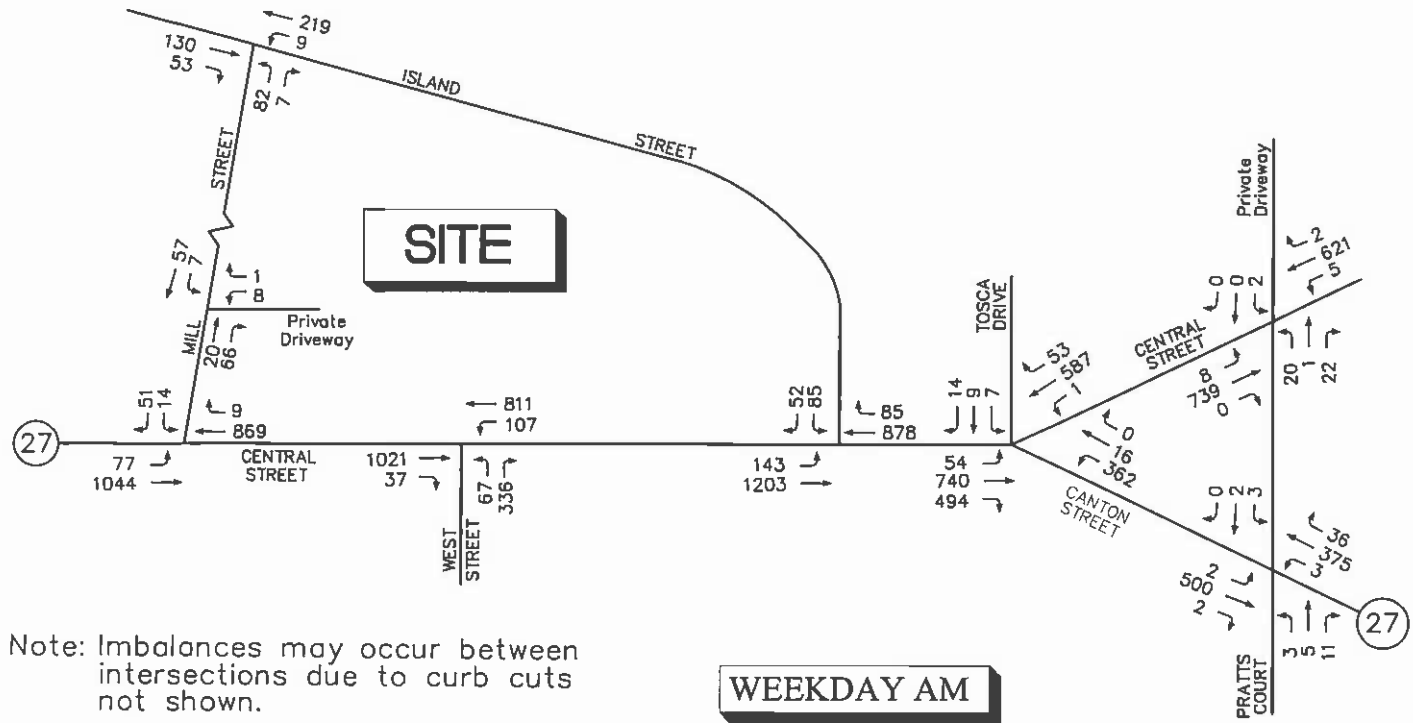 219
9
130
53
82
7
ISLAND
STREET
STREET
MILL
SITE
57
7
1
8
Private
Driveway
20
66
51
14
9
869
27
77
1044
CENTRAL
STREET
811
107
1021
37
67
336
WEST
STREET
52
85
85
878
143
1203
TOSCA
DRIVE
14
9
7
53
587
1
54
740
494
0
16
362
CENTRAL
STREET
CANTON
STREET
Private
Driveway
2
621
5
0
0
2
8
739
0
20
1
22
0
2
3
36
375
3
2
500
2
3
5
11
PRATTS
COURT
27
Note: Imbalances may occur between
intersections due to curb cuts
not shown.
WEEKDAY AM